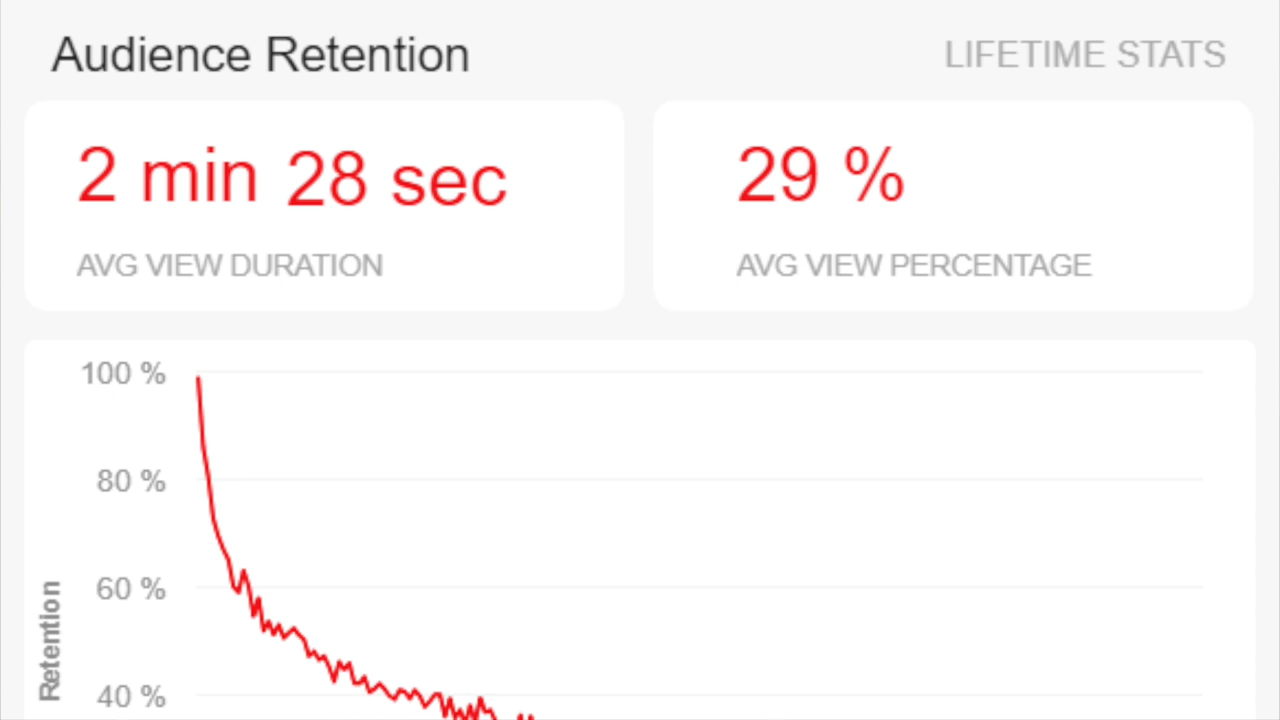 Audience Retention
LIFETIME STATS
2 min 28 sec
29 %
AVG VIEW DURATION
AVG VIEW PERCENTAGE
100 %
80 %
60 %
40 %
Retention